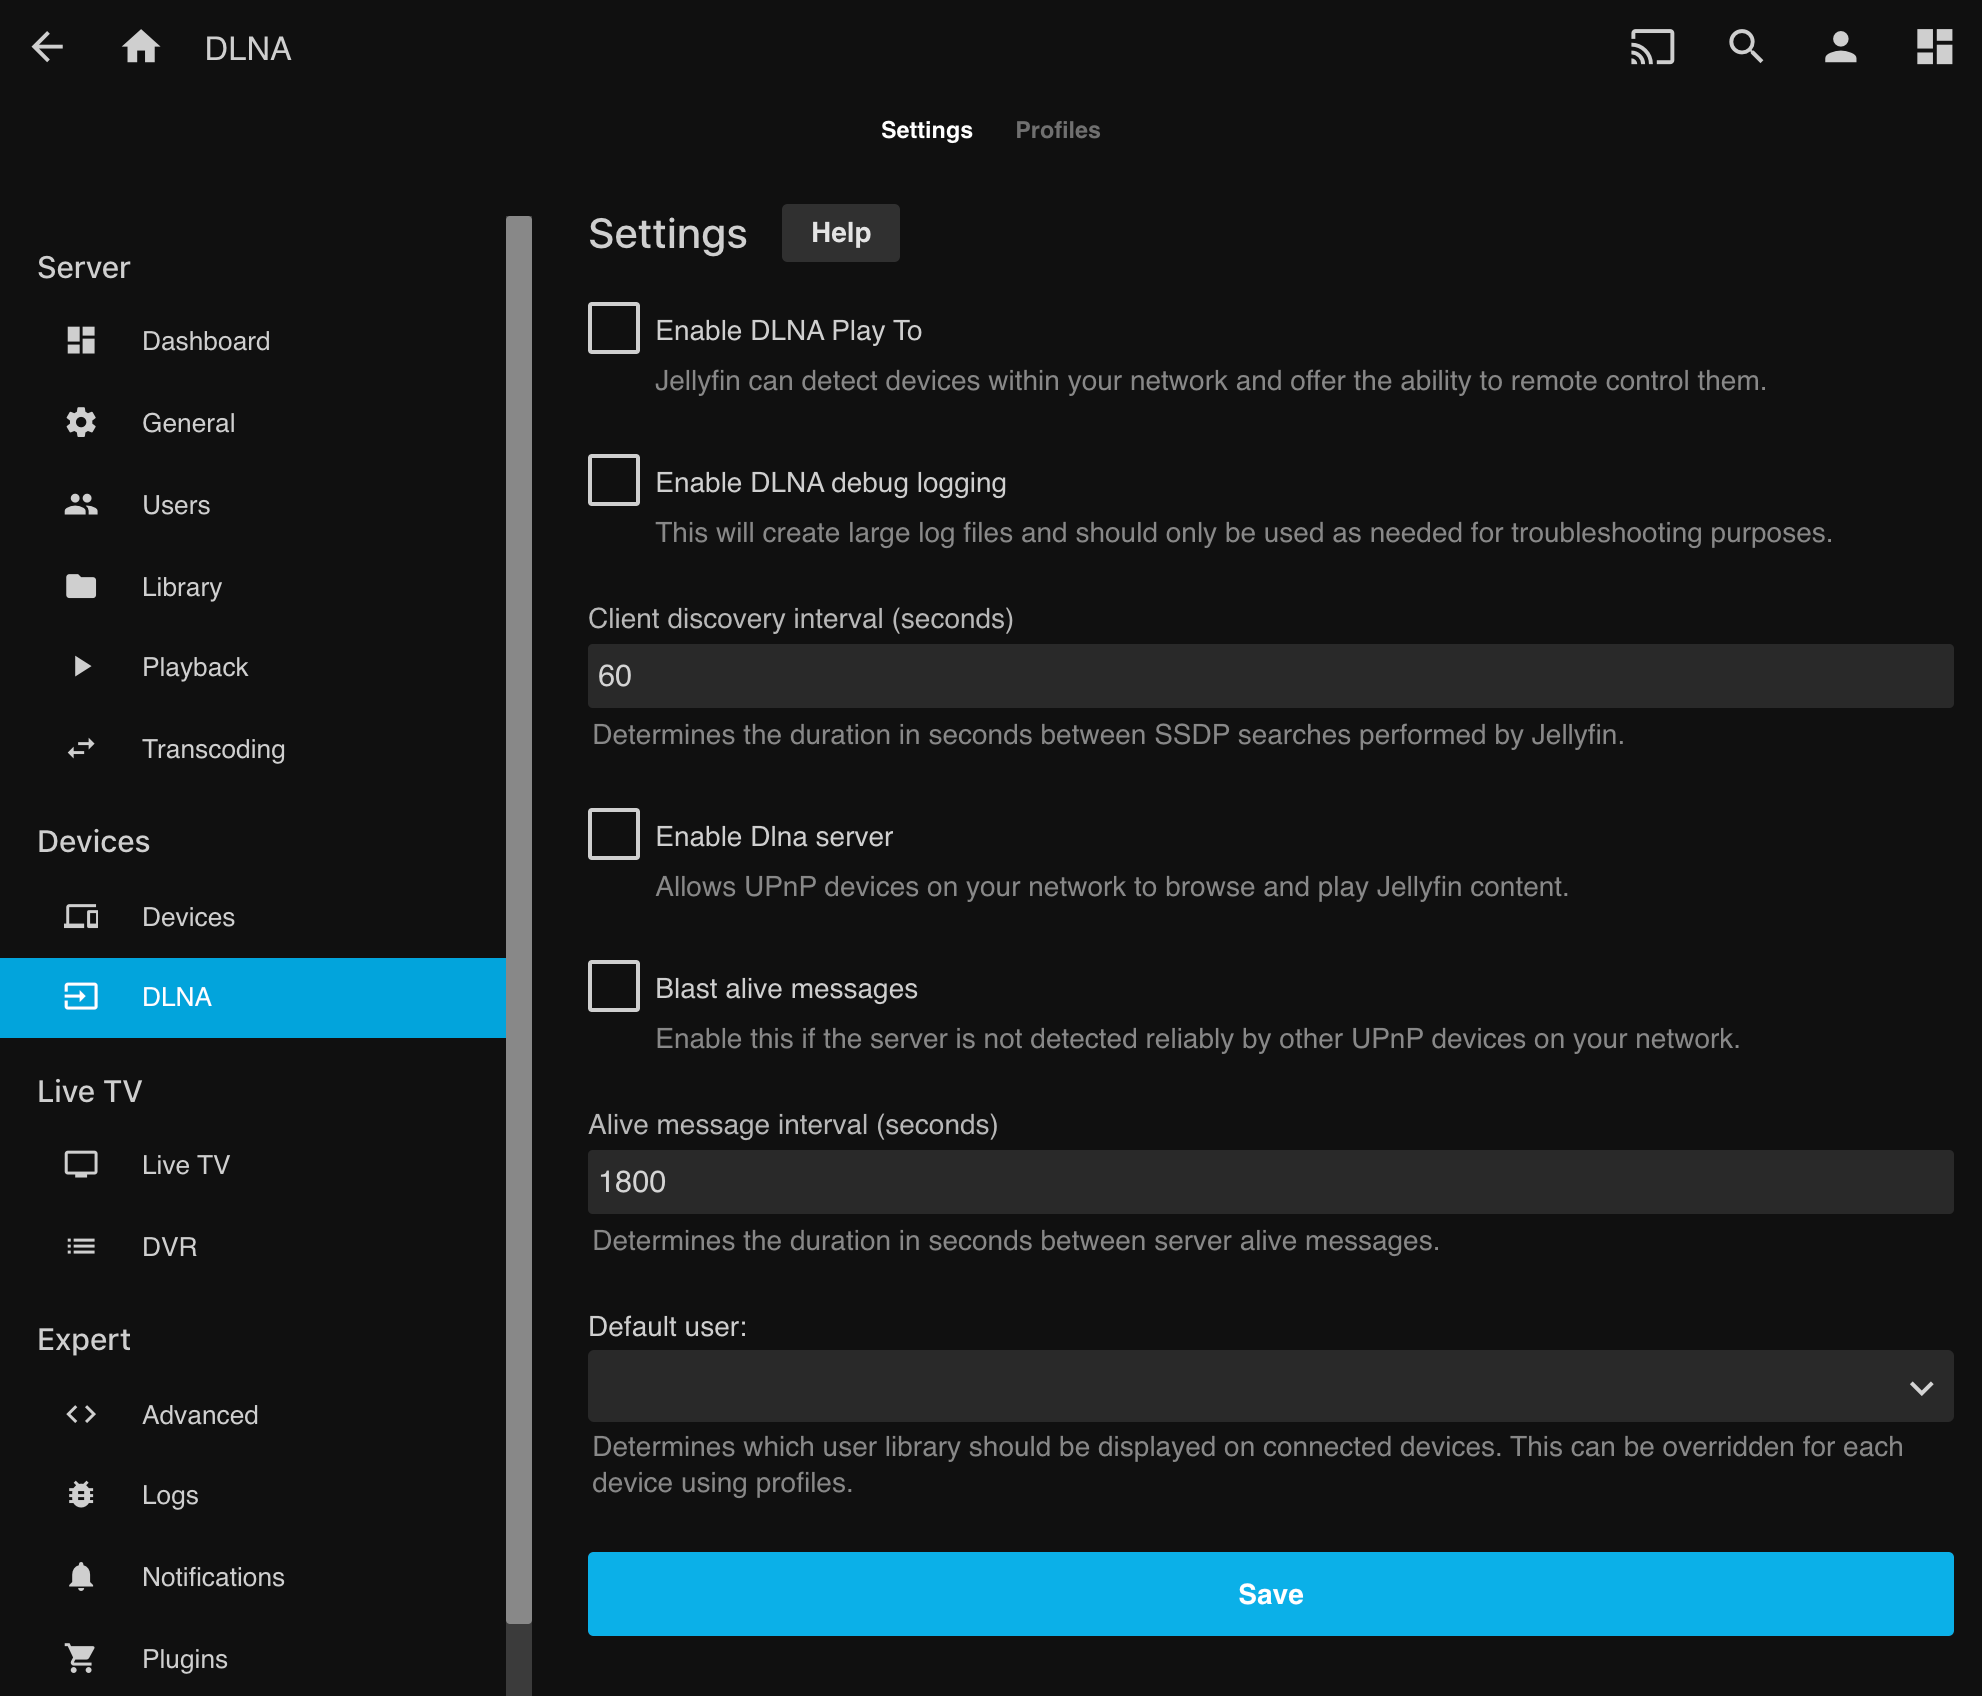 DLNA
Settings
Profiles
Server
Dashboard
General
Users
Library
Playback
Transcoding
Devices
Devices
DLNA
Live TV
Live TV
DVR
Expert
Advanced
Logs
Notifications
Plugins
Settings
Help
Enable DLNA Play To
Jellyfin can detect devices within your network and offer the ability to remote control them.
Enable DLNA debug logging
This will create large log files and should only be used as needed for troubleshooting purposes.
Client discovery interval (seconds)
60
Determines the duration in seconds between SSDP searches performed by Jellyfin.
Enable Dlna server
Allows UPnP devices on your network to browse and play Jellyfin content.
Blast alive messages
Enable this if the server is not detected reliably by other UPnP devices on your network.
Alive message interval (seconds)
1800
Determines the duration in seconds between server alive messages.
Default user:
Determines which user library should be displayed on connected devices. This can be overridden for each
device using profiles.
Save